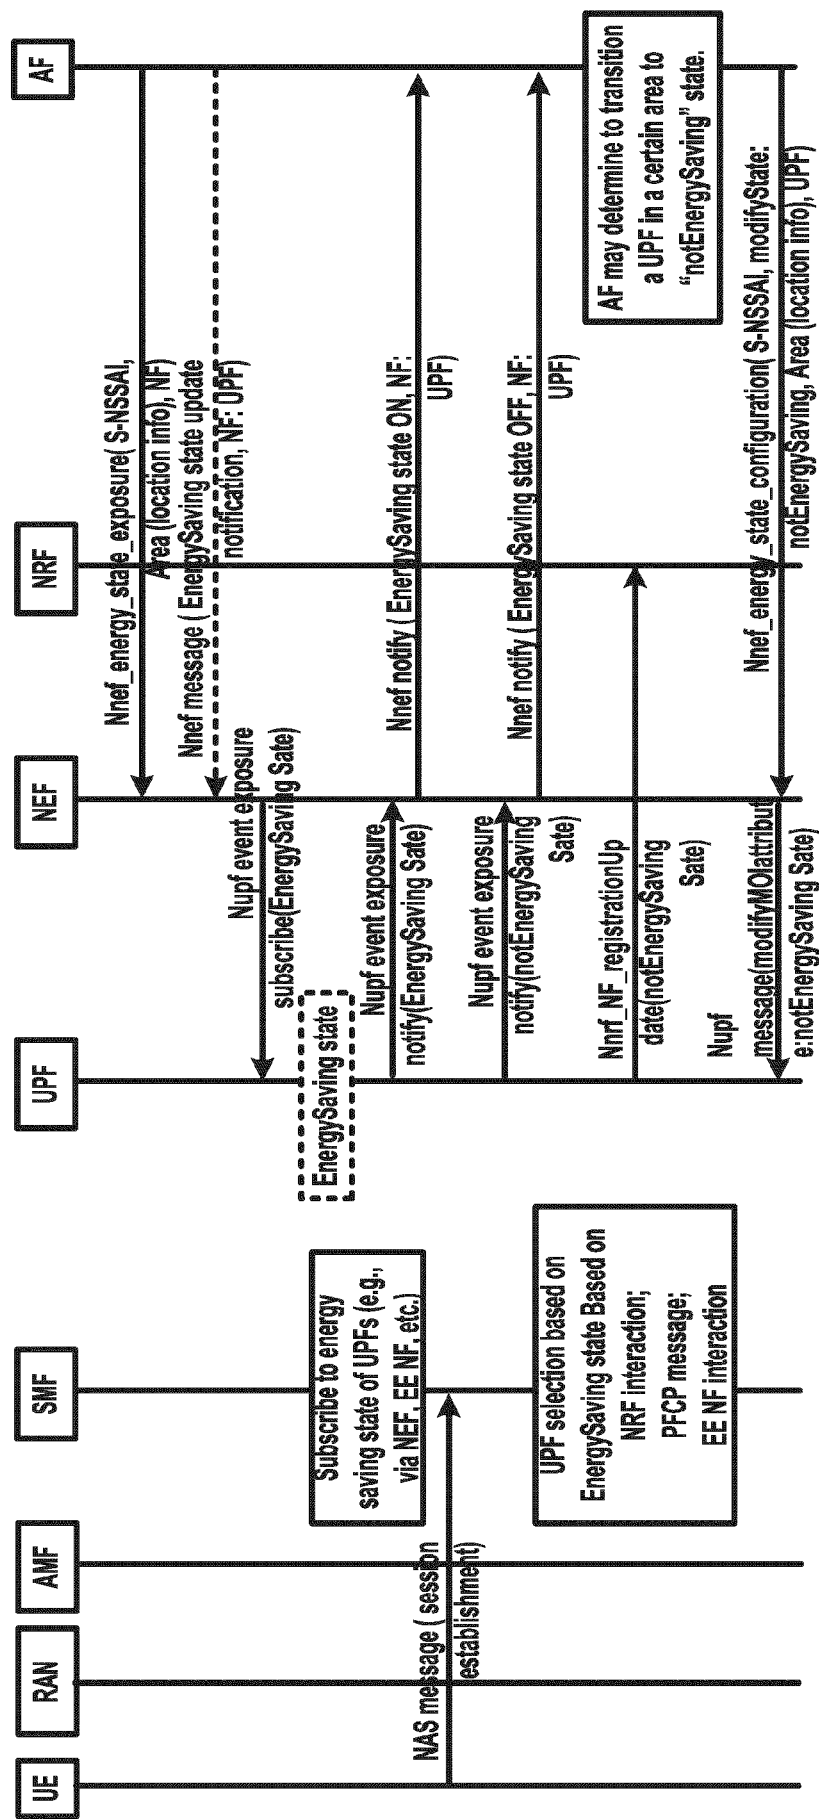 UE
RAN
AMF
SMF
UPF
NEF
NRF
AF
Nnef_energy_state_exposure( S-NSSAI,
Area (location info), NF)
Nnef message ( EnergySaving state update
notification, NF: UPF)
Nupf event exposure
subscribe(EnergySaving Sate)
EnergySaving state
Subscribe to energy
saving state of UPFs (e.g.,
via NEF, EE NF, etc.)
Nupf event exposure
notify(EnergySaving Sate)
Nnef notify ( EnergySaving state ON, NF:
UPF)
NAS message ( session
establishment)
Nupf event exposure
notify(notEnergySaving
Sate)
Nnef notify ( EnergySaving state OFF, NF:
UPF)
UPF selection based on
EnergySaving state Based on
NRF interaction;
PFCP message;
EE NF interaction
Nnrf_NF_registrationUp
date(notEnergySaving
Sate)
AF may determine to transition
a UPF in a certain area to
“notEnergySaving” state.
Nnef_energy_state_configuration( S-NSSAI, modifyState:
notEnergySaving, Area (location info), UPF)
Nupf
message(modifyMOIattribut
e:notEnergySaving Sate)